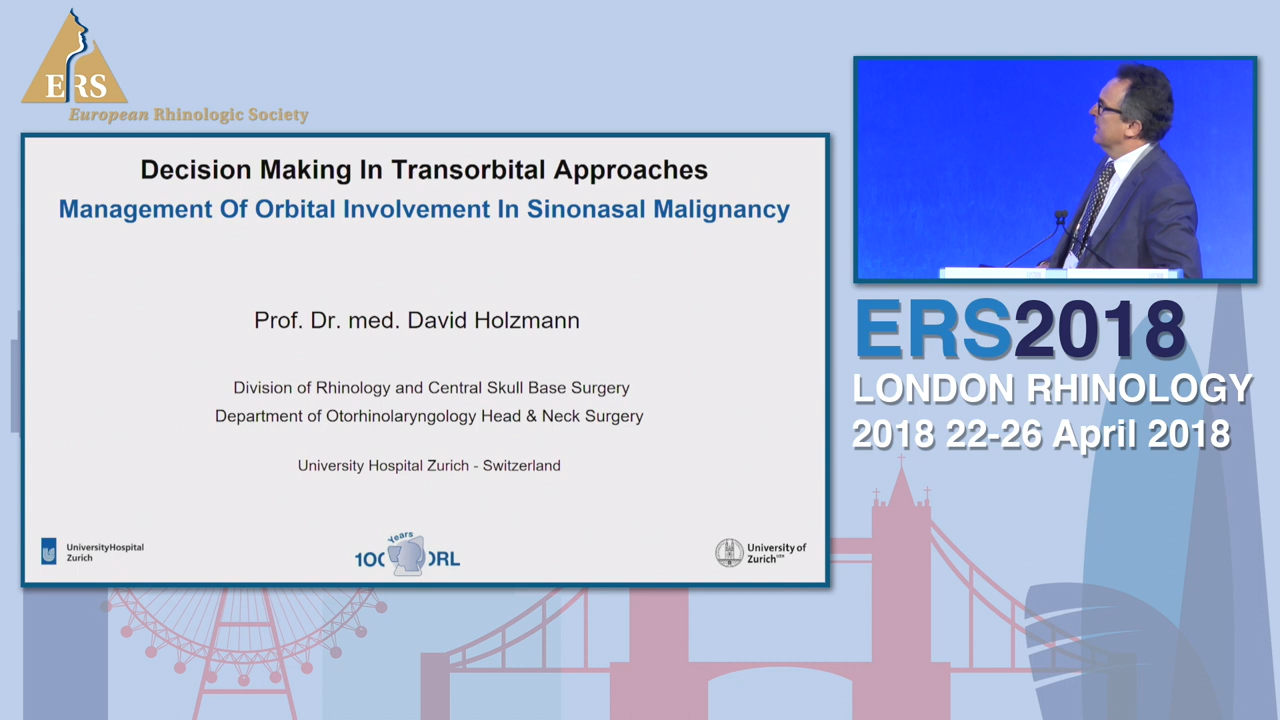 ERS
European Rhinologic Society
Decision Making In Transorbital Approaches
Management Of Orbital Involvement In Sinonasal Malignancy
Prof. Dr. med. David Holzmann
Division of Rhinology and Central Skull Base Surgery
Department of Otorhinolaryngology Head & Neck Surgery
University Hospital Zurich - Switzerland
UniversityHospital
Zurich
Years
100 ORL
University of
Zurich
ERS2018
LONDON RHINOLOGY
2018 22-26 April 2018